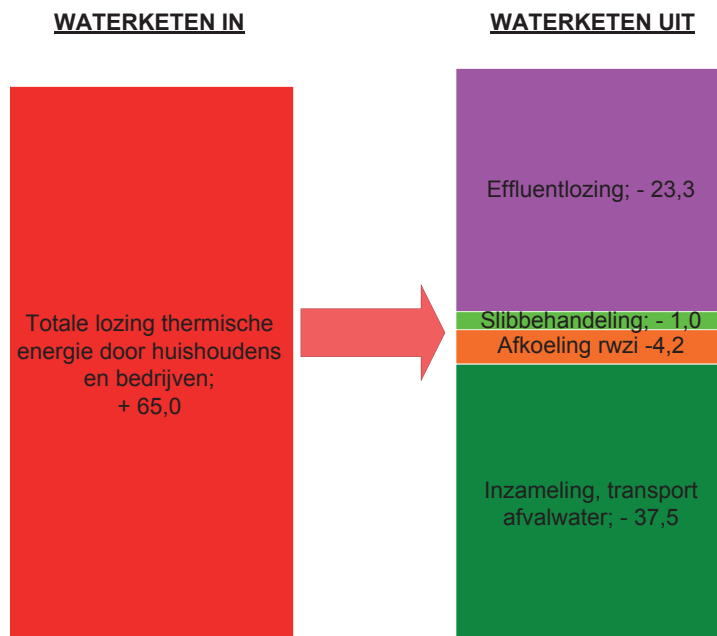 WATERKETEN IN
WATERKETEN UIT
Totale lozing thermische
energie door huishoudens
en bedrijven;
+ 65,0
Effluentlozing; - 23,3
Slibbehandeling; - 1,0
Afkoeling rwzi -4,2
Inzameling, transport
afvalwater; - 37,5